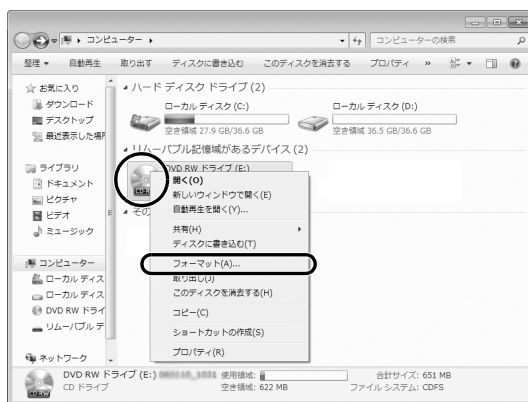 コンピューター
コンピューターの検索
整理 自動再生 取り出す ディスクに書き込む このディスクを消去する プロパティ »
お気に入り
ダウンロード
デスクトップ
最近表示した場所
ライブラリ
ドキュメント
ピクチャ
ビデオ
ミュージック
コンピューター
ローカル ディス
ローカル ディス
DVD RW ドライ
リムーバブル デ
ネットワーク
ハード ディスク ドライブ (2)
ローカル ディスク (C:)
空き領域 27.9 GB/36.6 GB
ローカル ディスク (D:)
空き領域 36.5 GB/36.6 GB
リムーバブル記憶域があるデバイス (2)
DVD RW ドライブ (E:)
その
開く(O)
新しいウィンドウで開く(E)
自動再生を開く(Y)...
共有(H)
ディスクに書き込む(T)
フォーマット(A)...
取り出し(J)
このディスクを消去する(H)
コピー(C)
ショートカットの作成(S)
プロパティ(R)
DVD RW ドライブ (E:) 使用領域: 合計サイズ: 651 MB
CD ドライブ 空き領域: 622 MB ファイル システム: CDFS
CD-RW